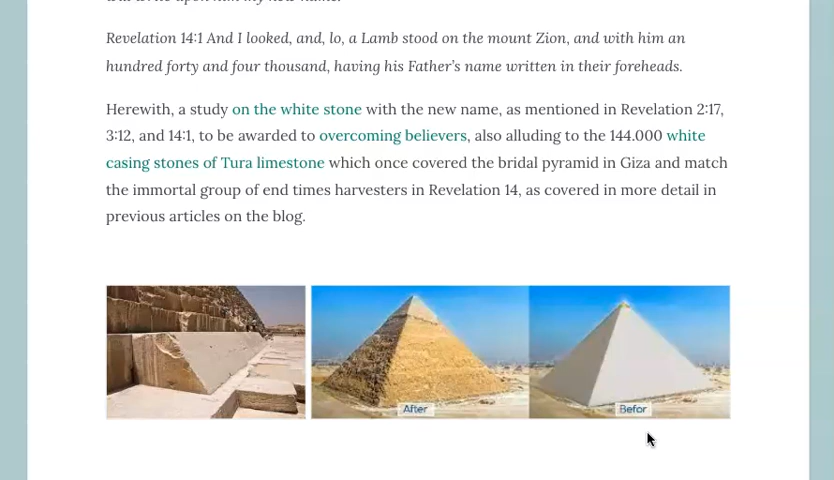 Revelation 14:1 And I looked, and, lo, a Lamb stood on the mount Zion, and with him an
hundred forty and four thousand, having his Father's name written in their foreheads.
Herewith, a study on the white stone with the new name, as mentioned in Revelation 2:17,
3:12, and 14:1, to be awarded to overcoming believers, also alluding to the 144.000 white
casing stones of Tura limestone which once covered the bridal pyramid in Giza and match
the immortal group of end times harvesters in Revelation 14, as covered in more detail in
previous articles on the blog.
After
Befor